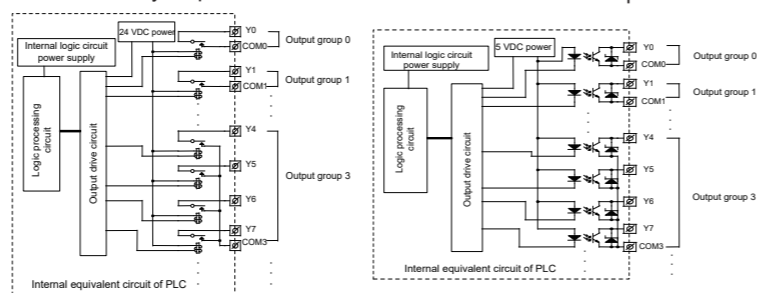 24 VDC power
Internal logic circuit
power supply
Logic processing
circuit
Output drive circuit
Y0
COM0
Output group 0
Y1
COM1
Output group 1
Y4
Y5
Y6
Y7
COM3
Output group 3
Internal equivalent circuit of PLC
5 VDC power
Internal logic circuit
power supply
Logic processing
circuit
Output drive circuit
Y0
COM0
Output group 0
Y1
COM1
Output group 1
Y4
Y5
Y6
Y7
COM3
Output group 3
Internal equivalent circuit of PLC